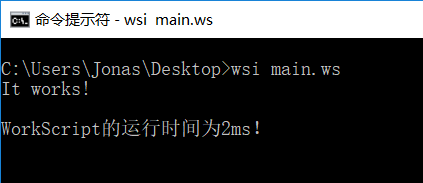 命令提示符 - wsi  main.ws
C:\Users\Jonas\Desktop>wsi main.ws
It works!
WorkScript的运行时间为2ms!